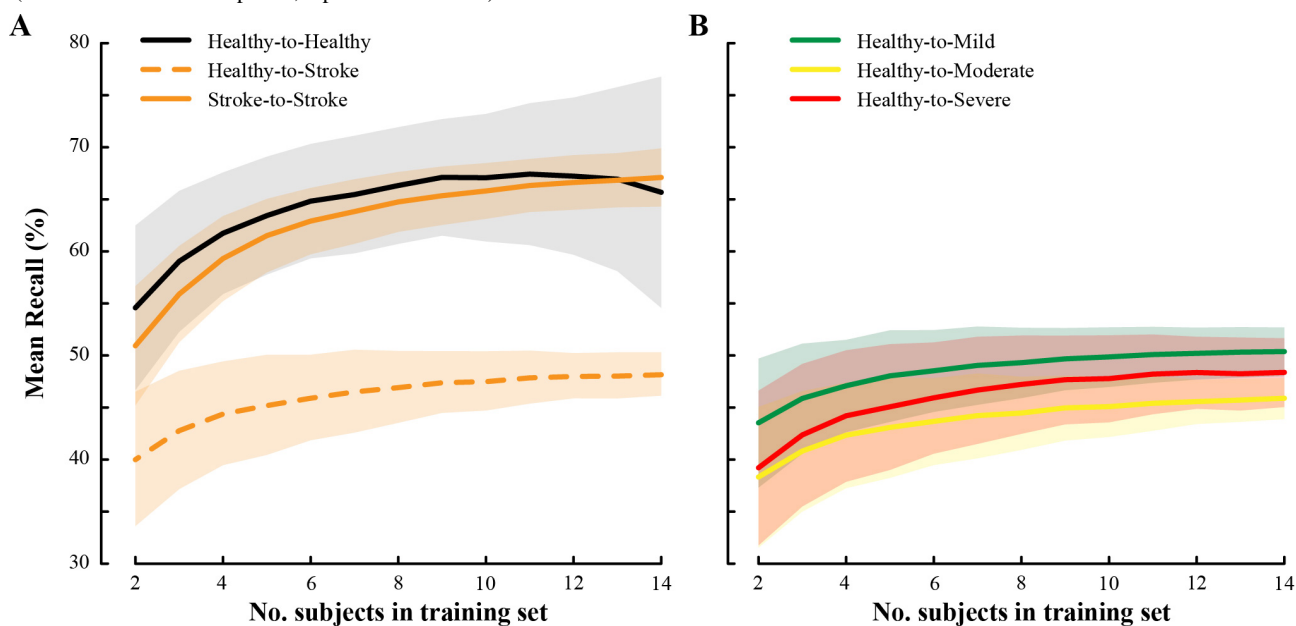 A
B
Healthy-to-Healthy
Healthy-to-Stroke
Stroke-to-Stroke
Healthy-to-Mild
Healthy-to-Moderate
Healthy-to-Severe
Mean Recall (%)
80
70
60
50
40
30
2 4 6 8 10 12 14
2 4 6 8 10 12 14
No. subjects in training set
No. subjects in training set